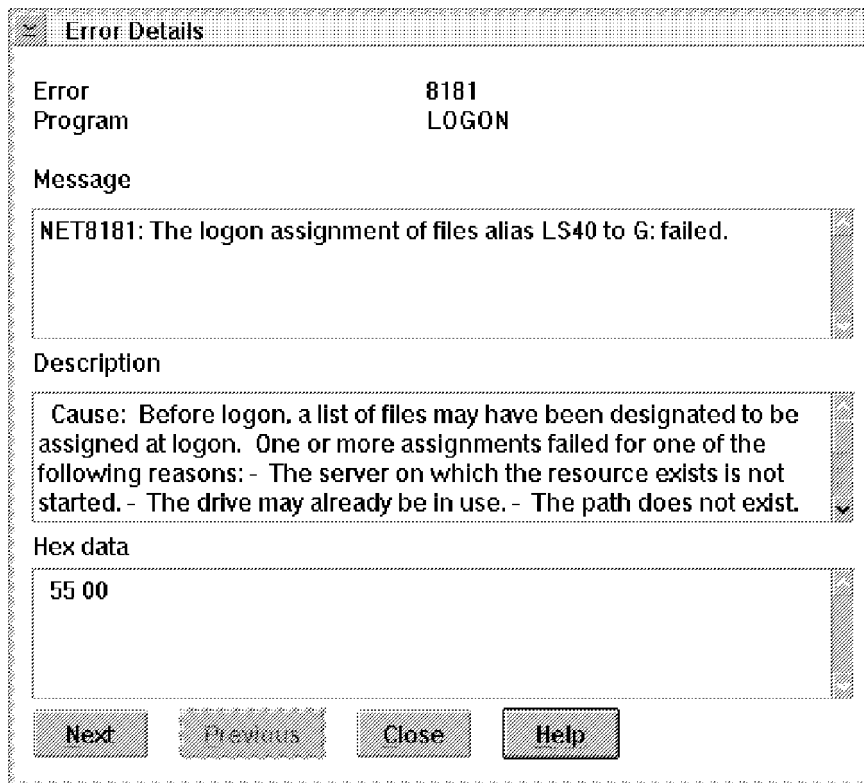 Error Details
Error 8181
Program LOGON
Message
NET8181: The logon assignment of files alias LS40 to G: failed.
Description
Cause: Before logon, a list of files may have been designated to be
assigned at logon. One or more assignments failed for one of the
following reasons: - The server on which the resource exists is not
started. - The drive may already be in use. - The path does not exist.
Hex data
55 00
Next Previous Close Help